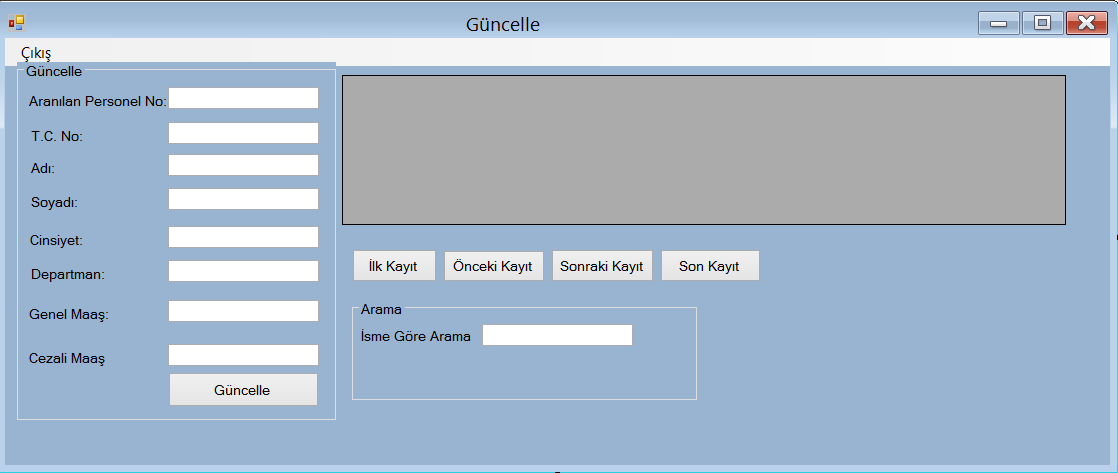 Güncelle
Çıkış
Güncelle
Aranılan Personel No:
T.C. No:
Adı:
Soyadı:
Cinsiyet:
Departman:
Genel Maaş:
Cezali Maaş
Güncelle
İlk Kayıt
Önceki Kayıt
Sonraki Kayıt
Son Kayıt
Arama
İsme Göre Arama